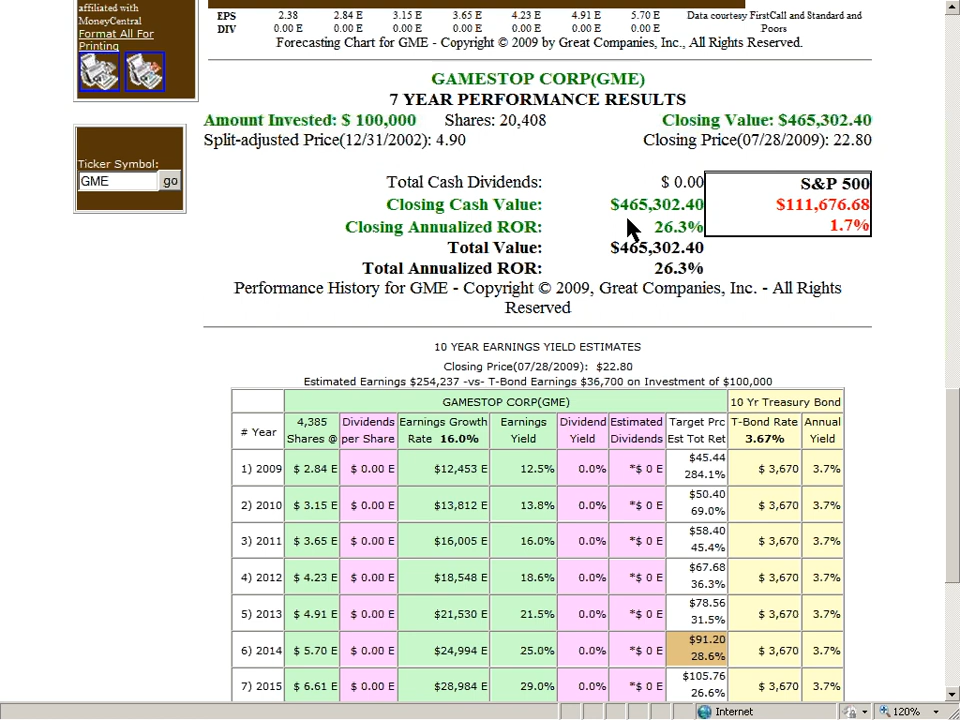 affiliated with
MoneyCentral
Format All For
Printing
EPS 2.38 2.84 E 3.15 E 3.65 E 4.23 E 4.91 E 5.70 E Data courtesy FirstCall and Standard and
DIV 0.00 E 0.00 E 0.00 E 0.00 E 0.00 E 0.00 E 0.00 E Poors
Forecasting Chart for GME - Copyright © 2009 by Great Companies, Inc., All Rights Reserved.
GAMESTOP CORP(GME)
7 YEAR PERFORMANCE RESULTS
Amount Invested: $ 100,000 Shares: 20,408 Closing Value: $465,302.40
Split-adjusted Price(12/31/2002): 4.90 Closing Price(07/28/2009): 22.80
Ticker Symbol:
GME go
Total Cash Dividends: $ 0.00 S&P 500
Closing Cash Value: $465,302.40 $111,676.68
Closing Annualized ROR: 26.3% 1.7%
Total Value: $465,302.40
Total Annualized ROR: 26.3%
Performance History for GME - Copyright © 2009, Great Companies, Inc. - All Rights
Reserved
10 YEAR EARNINGS YIELD ESTIMATES
Closing Price(07/28/2009): $22.80
Estimated Earnings $254,237 -vs- T-Bond Earnings $36,700 on Investment of $100,000
GAMESTOP CORP(GME) 10 Yr Treasury Bond
# Year 4,385 Shares @ Dividends per Share Earnings Growth Rate 16.0% Earnings Yield Dividend Yield Estimated Dividends Target Prc Est Tot Ret T-Bond Rate 3.67% Annual Yield
1) 2009 $ 2.84 E $ 0.00 E $12,453 E 12.5% 0.0% *$ 0 E $45.44 284.1% $ 3,670 3.7%
2) 2010 $ 3.15 E $ 0.00 E $13,812 E 13.8% 0.0% *$ 0 E $50.40 69.0% $ 3,670 3.7%
3) 2011 $ 3.65 E $ 0.00 E $16,005 E 16.0% 0.0% *$ 0 E $58.40 45.4% $ 3,670 3.7%
4) 2012 $ 4.23 E $ 0.00 E $18,548 E 18.6% 0.0% *$ 0 E $67.68 36.3% $ 3,670 3.7%
5) 2013 $ 4.91 E $ 0.00 E $21,530 E 21.5% 0.0% *$ 0 E $78.56 31.5% $ 3,670 3.7%
6) 2014 $ 5.70 E $ 0.00 E $24,994 E 25.0% 0.0% *$ 0 E $91.20 28.6% $ 3,670 3.7%
7) 2015 $ 6.61 E $ 0.00 E $28,984 E 29.0% 0.0% *$ 0 E $105.76 26.6% $ 3,670 3.7%
Internet 120%